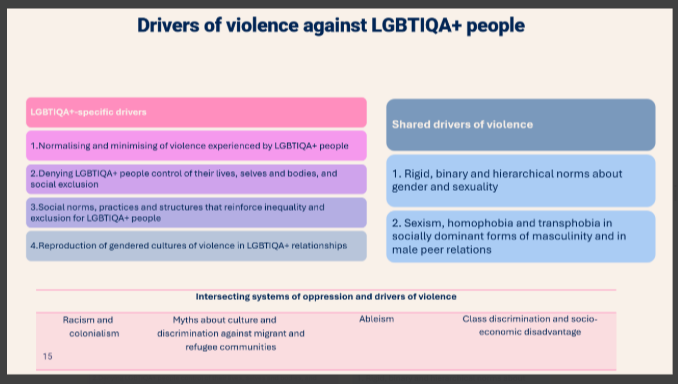 Drivers of violence against LGBTIQA+ people
LGBTIQA+-specific drivers
1.Normalising and minimising of violence experienced by LGBTIQA+ people
2.Denying LGBTIQA+ people control of their lives, selves and bodies, and
social exclusion
3.Social norms, practices and structures that reinforce inequality and
exclusion for LGBTIQA+ people
4.Reproduction of gendered cultures of violence in LGBTIQA+ relationships
Shared drivers of violence
1. Rigid, binary and hierarchical norms about
gender and sexuality
2. Sexism, homophobia and transphobia in
socially dominant forms of masculinity and in
male peer relations
Intersecting systems of oppression and drivers of violence
Racism and
colonialism
Myths about culture and
discrimination against migrant and
refugee communities
Ableism
Class discrimination and socio-
economic disadvantage
15